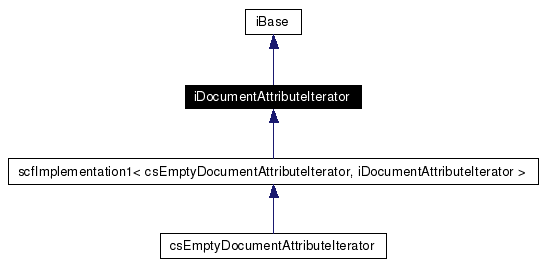 iBase
iDocumentAttributeIterator
scfImplementation1< csEmptyDocumentAttributeIterator, iDocumentAttributeIterator >
csEmptyDocumentAttributeIterator